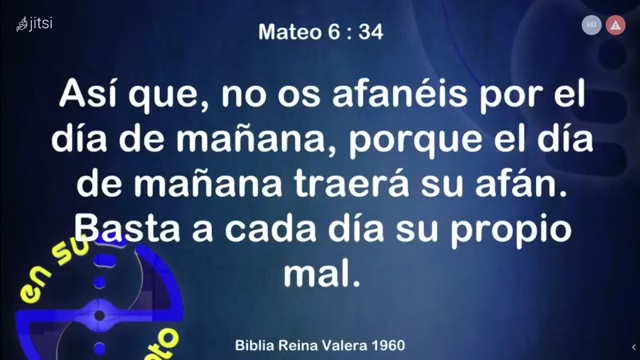 jitsi
HD
Mateo 6 : 34
Así que, no os afanéis por el
día de mañana, porque el día
de mañana traerá su afán.
Basta a cada día su propio
mal.
en su
Biblia Reina Valera 1960